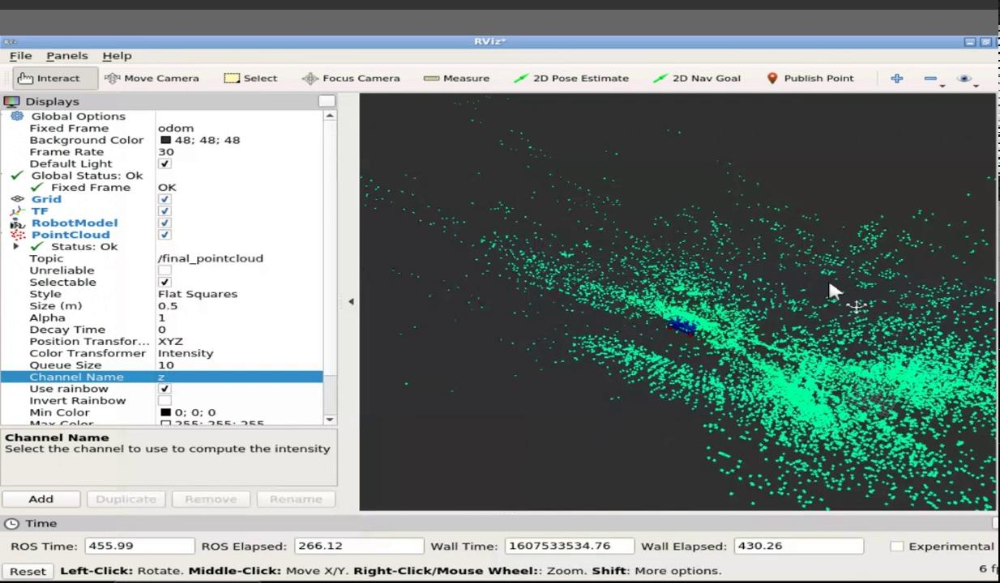 RViz*
File Panels Help
Interact Move Camera Select Focus Camera Measure 2D Pose Estimate 2D Nav Goal Publish Point
Displays
Global Options
Fixed Frame odom
Background Color 48; 48; 48
Frame Rate 30
Default Light
Global Status: Ok
Fixed Frame OK
Grid
TF
RobotModel
PointCloud
Status: Ok
Topic /final_pointcloud
Unreliable
Selectable
Style Flat Squares
Size (m) 0.5
Alpha 1
Decay Time 0
Position Transfor... XYZ
Color Transformer Intensity
Queue Size 10
Channel Name z
Use rainbow
Invert Rainbow
Min Color 0; 0; 0
Max Color 255; 255; 255
Channel Name
Select the channel to use to compute the intensity
Add Duplicate Remove Rename
Time
ROS Time: 455.99 ROS Elapsed: 266.12 Wall Time: 1607533534.76 Wall Elapsed: 430.26 Experimental
Reset Left-Click: Rotate. Middle-Click: Move X/Y. Right-Click/Mouse Wheel:: Zoom. Shift: More options. 6